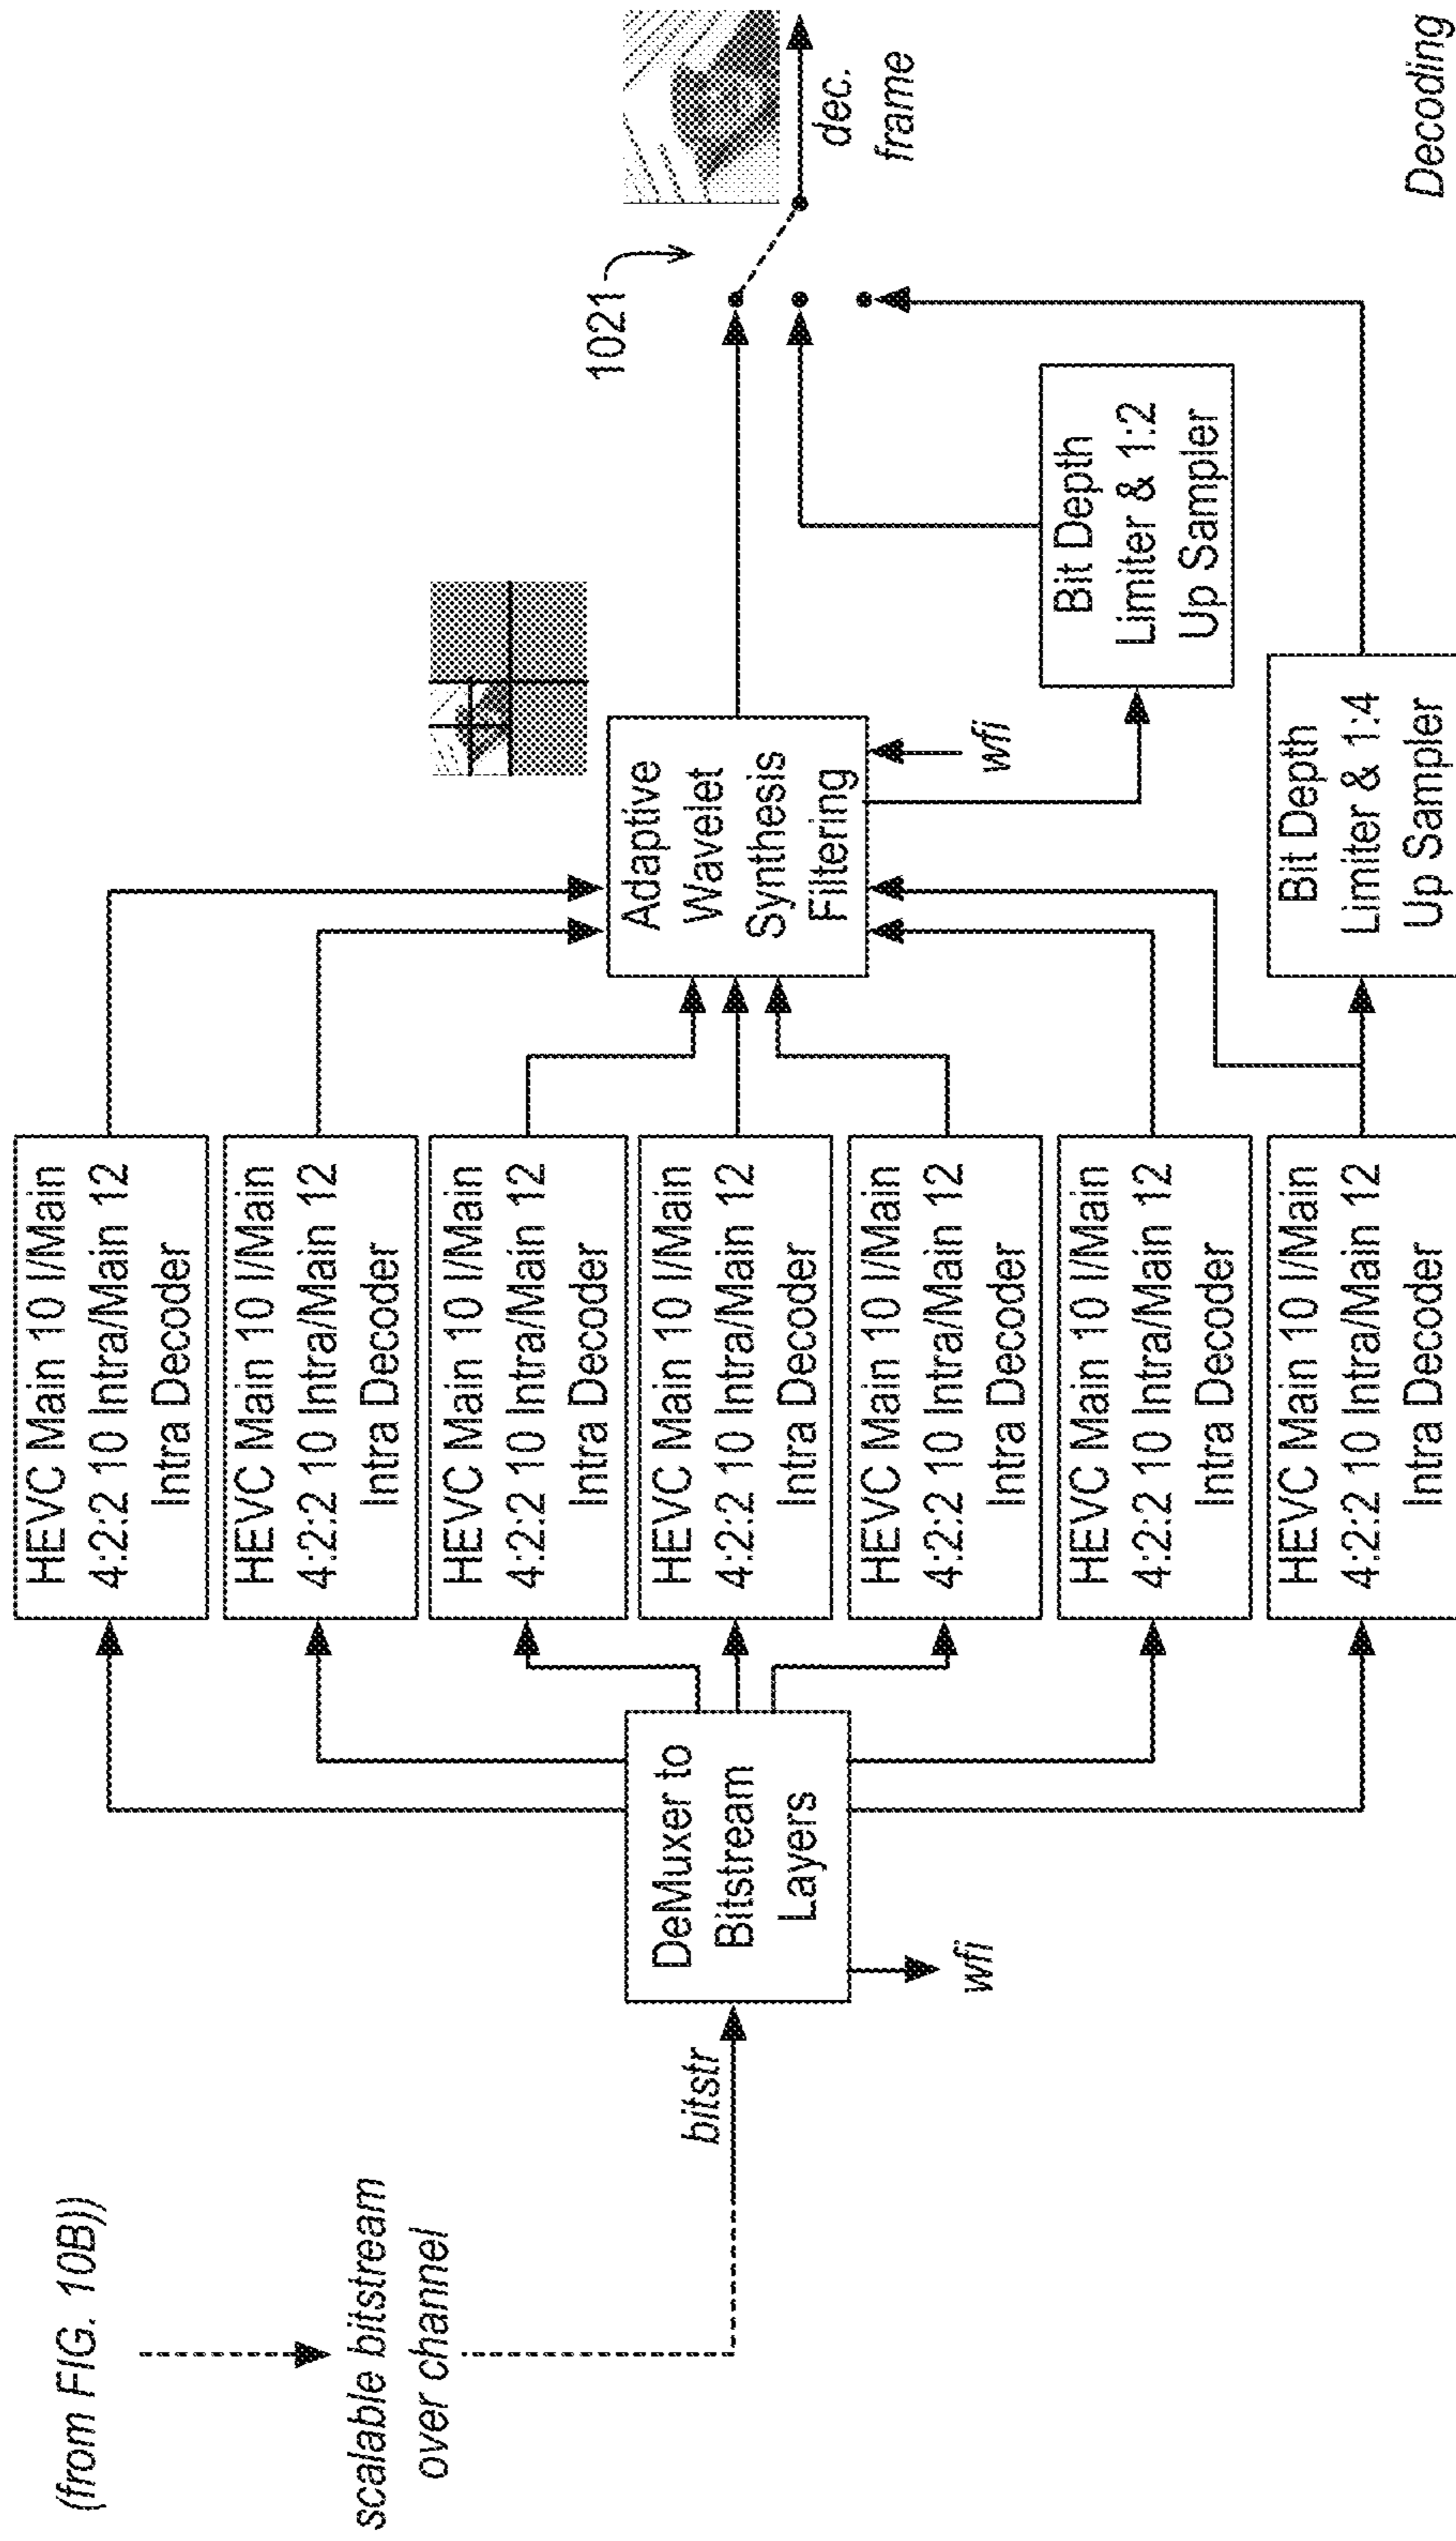 (from FIG. 10B))
scalable bitstream
over channel
bitstr
DeMuxer to
Bitstream
Layers
wfi
HEVC Main 10 I/Main
4:2:2 10 Intra/Main 12
Intra Decoder
HEVC Main 10 I/Main
4:2:2 10 Intra/Main 12
Intra Decoder
HEVC Main 10 I/Main
4:2:2 10 Intra/Main 12
Intra Decoder
HEVC Main 10 I/Main
4:2:2 10 Intra/Main 12
Intra Decoder
HEVC Main 10 I/Main
4:2:2 10 Intra/Main 12
Intra Decoder
HEVC Main 10 I/Main
4:2:2 10 Intra/Main 12
Intra Decoder
HEVC Main 10 I/Main
4:2:2 10 Intra/Main 12
Intra Decoder
Adaptive
Wavelet
Synthesis
Filtering
wfi
Bit Depth
Limiter & 1:2
Up Sampler
Bit Depth
Limiter & 1:4
Up Sampler
1021
dec.
frame
Decoding